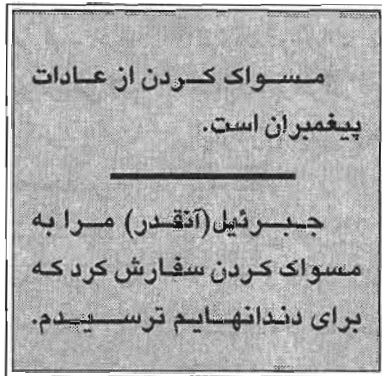 مسواک کردن از عادات
پیغمبران است.
جبرئیل(آنقدر) مرا به
مسواک کردن سفارش کرد که
برای دندانهایم ترسیدم.